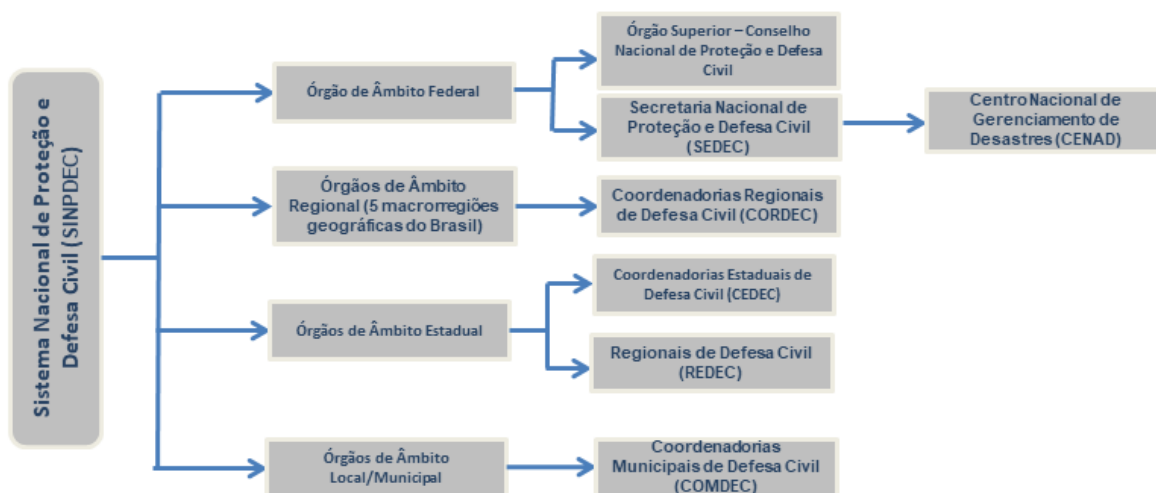 Sistema Nacional de Proteção e
Defesa Civil (SINPDEC)
Órgão de Âmbito Federal
Órgão Superior – Conselho
Nacional de Proteção e Defesa
Civil
Secretaria Nacional de
Proteção e Defesa Civil
(SEDEC)
Centro Nacional de
Gerenciamento de
Desastres (CENAD)
Órgãos de Âmbito
Regional (5 macrorregiões
geográficas do Brasil)
Coordenadorias Regionais
de Defesa Civil (CORDEC)
Órgãos de Âmbito Estadual
Coordenadorias Estaduais de
Defesa Civil (CEDEC)
Regionais de Defesa Civil
(REDEC)
Órgãos de Âmbito
Local/Municipal
Coordenadorias
Municipais de Defesa Civil
(COMDEC)